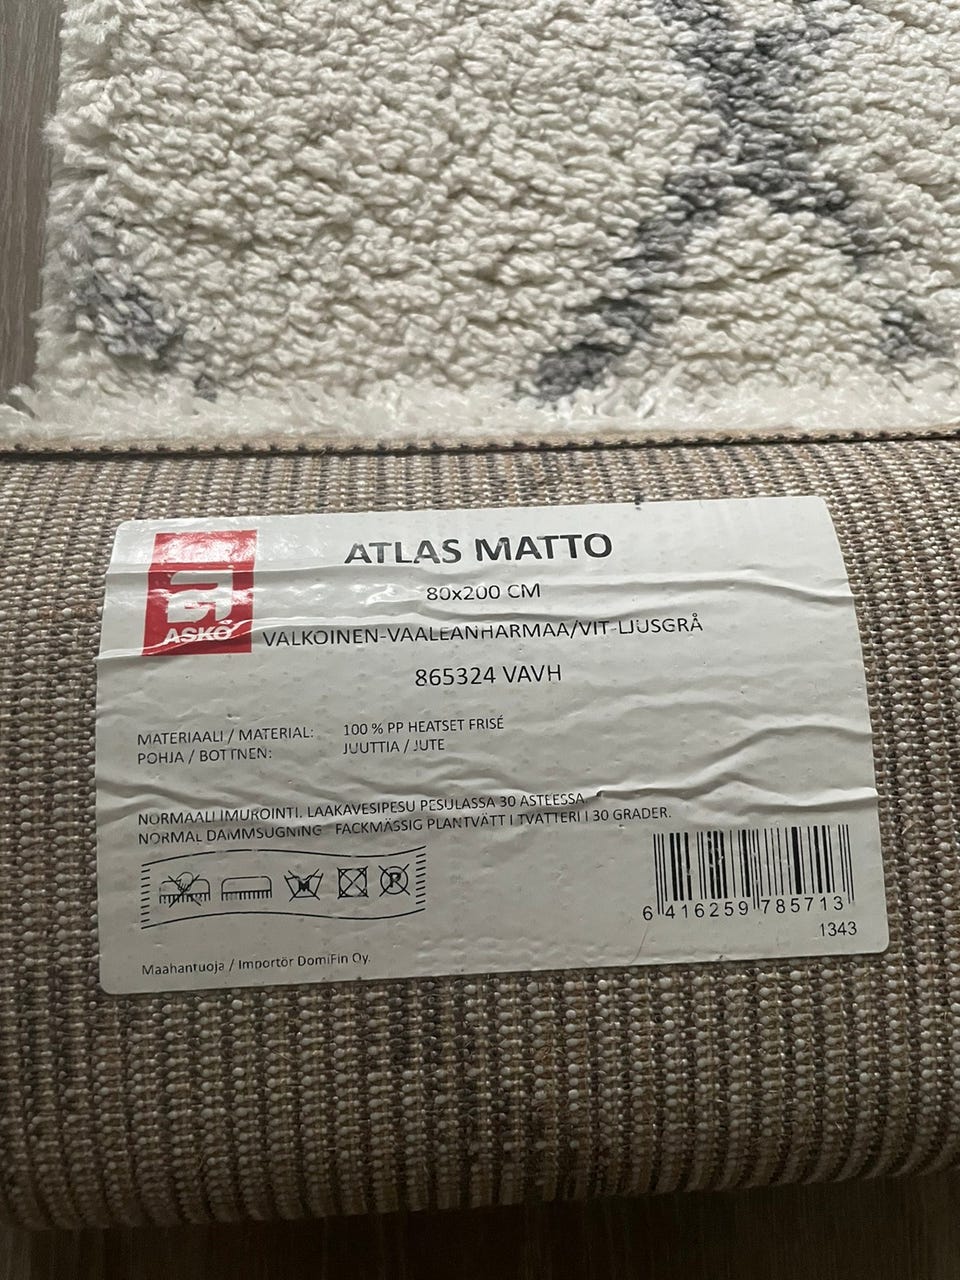 ASKO
ATLAS MATTO
80x200 CM
VALKOINEN-VAALEANHARMAA/VIT-LJUSGRÅ
865324 VAVH
MATERIAALI / MATERIAL: 100 % PP HEATSET FRISÉ
POHJA / BOTTNEN: JUUTTIA / JUTE
NORMAALI IMUROINTI. LAAKAVESIPESU PESULASSA 30 ASTEESSA.
NORMAL DAMMSUGNING FACKMÄSSIG PLANTVÄTT I TVÄTTERI I 30 GRADER.
M
P
6 416259 785713
1343
Maahantuoja / Importör DomiFin Oy.